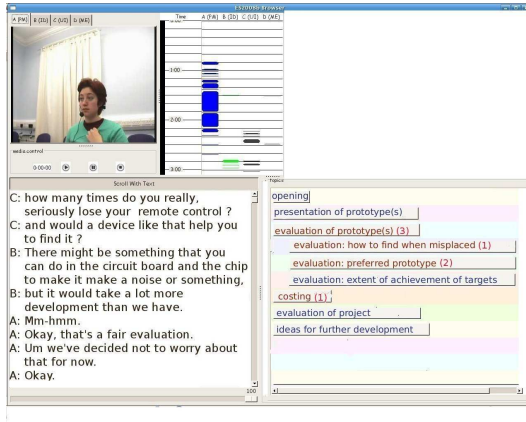 ES2008b Browser
A (PM) B (ID) C (UI) D (ME)
Time A (PM) B (ID) C (UI) D (ME)
1:00
2:00
3:00
media control
0:00:00
Scroll With Text
Topics
C: how many times do you really,
seriously lose your remote control ?
C: and would a device like that help you
to find it ?
B: There might be something that you
can do in the circuit board and the chip
to make it make a noise or something,
B: but it would take a lot more
development than we have.
A: Mm-hmm.
A: Okay, that's a fair evaluation.
A: Um we've decided not to worry about
that for now.
A: Okay.
100
opening
presentation of prototype(s)
evaluation of prototype(s) (3)
evaluation: how to find when misplaced (1)
evaluation: preferred prototype (2)
evaluation: extent of achievement of targets
costing (1)
evaluation of project
ideas for further development